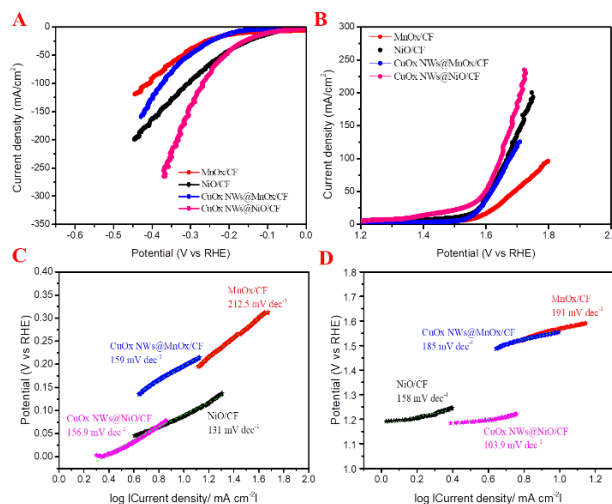 A
0
-50
-100
-150
-200
-250
-300
-350
Current density (mA/cm⁻²)
-0.6 -0.5 -0.4 -0.3 -0.2 -0.1 0.0
Potential (V vs RHE)
MnOx/CF
NiO/CF
CuOx NWs@MnOx/CF
CuOx NWs@NiO/CF
B
300
250
200
150
100
50
0
Current density (mA/cm⁻²)
1.2 1.4 1.6 1.8 2.0 2.
Potential (V vs RHE)
MnOx/CF
NiO/CF
CuOx NWs@MnOx/CF
CuOx NWs@NiO/CF
C
0.40
0.35
0.30
0.25
0.20
0.15
0.10
0.05
0.00
Potential (V vs RHE)
0.0 0.2 0.4 0.6 0.8 1.0 1.2 1.4 1.6 1.8 2.0
log |Current density/ mA cm⁻²|
MnOx/CF
212.5 mV dec⁻¹
CuOx NWs@MnOx/CF
159 mV dec⁻¹
CuOx NWs@NiO/CF
156.9 mV dec⁻¹
NiO/CF
131 mV dec⁻¹
D
1.8
1.7
1.6
1.5
1.4
1.3
1.2
1.1
1.0
Potential (V vs RHE)
0.0 0.2 0.4 0.6 0.8 1.0 1.2
log |Current density/ mA cm⁻²|
MnOx/CF
191 mV dec⁻¹
CuOx NWs@MnOx/CF
185 mV dec⁻¹
NiO/CF
158 mV dec⁻¹
CuOx NWs@NiO/CF
103.9 mV dec⁻¹